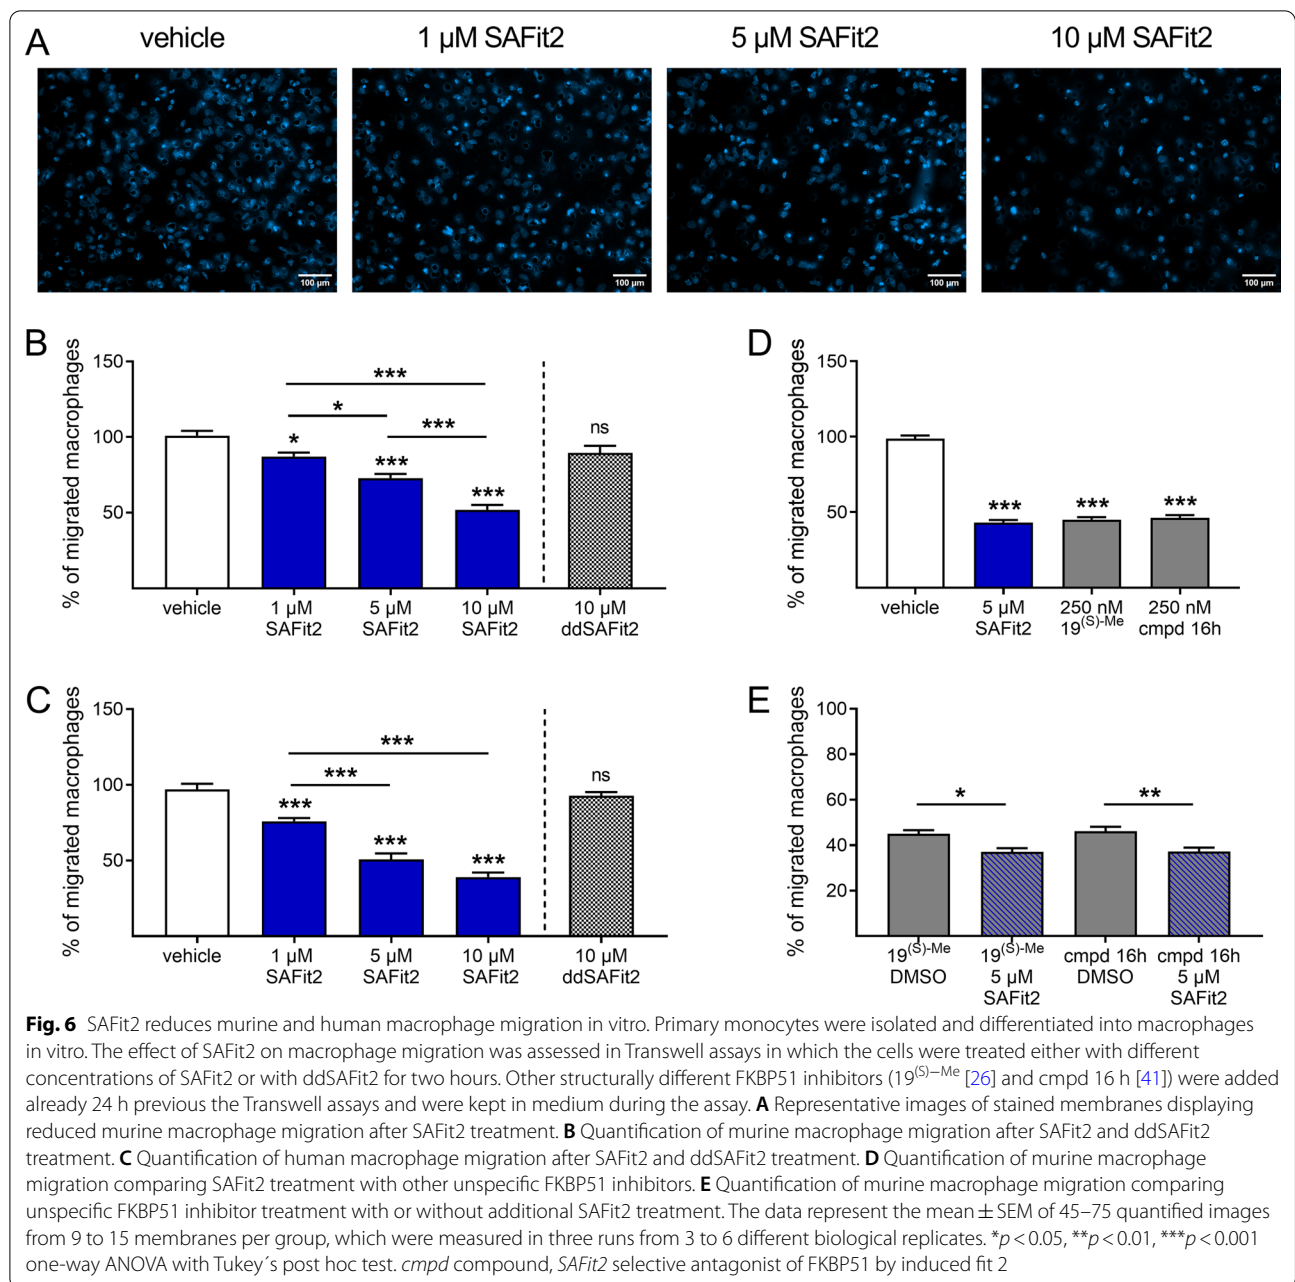 A
vehicle
1 µM SAFit2
5 µM SAFit2
10 µM SAFit2
100 µm
100 µm
100 µm
100 µm
B
% of migrated macrophages
150
100
50
*
***
***
*
***
***
ns
vehicle
1 µM
SAFit2
5 µM
SAFit2
10 µM
SAFit2
10 µM
ddSAFit2
D
% of migrated macrophages
150
100
50
***
***
***
vehicle
5 µM
SAFit2
250 nM
19(S)-Me
250 nM
cmpd 16h
C
% of migrated macrophages
150
100
50
***
***
***
***
***
ns
vehicle
1 µM
SAFit2
5 µM
SAFit2
10 µM
SAFit2
10 µM
ddSAFit2
E
% of migrated macrophages
100
80
60
40
20
*
**
19(S)-Me
DMSO
19(S)-Me
5 µM
SAFit2
cmpd 16h
DMSO
cmpd 16h
5 µM
SAFit2
Fig. 6 SAFit2 reduces murine and human macrophage migration in vitro. Primary monocytes were isolated and differentiated into macrophages
in vitro. The effect of SAFit2 on macrophage migration was assessed in Transwell assays in which the cells were treated either with different
concentrations of SAFit2 or with ddSAFit2 for two hours. Other structurally different FKBP51 inhibitors (19(S)−Me [26] and cmpd 16 h [41]) were added
already 24 h previous the Transwell assays and were kept in medium during the assay. A Representative images of stained membranes displaying
reduced murine macrophage migration after SAFit2 treatment. B Quantification of murine macrophage migration after SAFit2 and ddSAFit2
treatment. C Quantification of human macrophage migration after SAFit2 and ddSAFit2 treatment. D Quantification of murine macrophage
migration comparing SAFit2 treatment with other unspecific FKBP51 inhibitors. E Quantification of murine macrophage migration comparing
unspecific FKBP51 inhibitor treatment with or without additional SAFit2 treatment. The data represent the mean ± SEM of 45–75 quantified images
from 9 to 15 membranes per group, which were measured in three runs from 3 to 6 different biological replicates. *p < 0.05, **p < 0.01, ***p < 0.001
one-way ANOVA with Tukey´s post hoc test. cmpd compound, SAFit2 selective antagonist of FKBP51 by induced fit 2